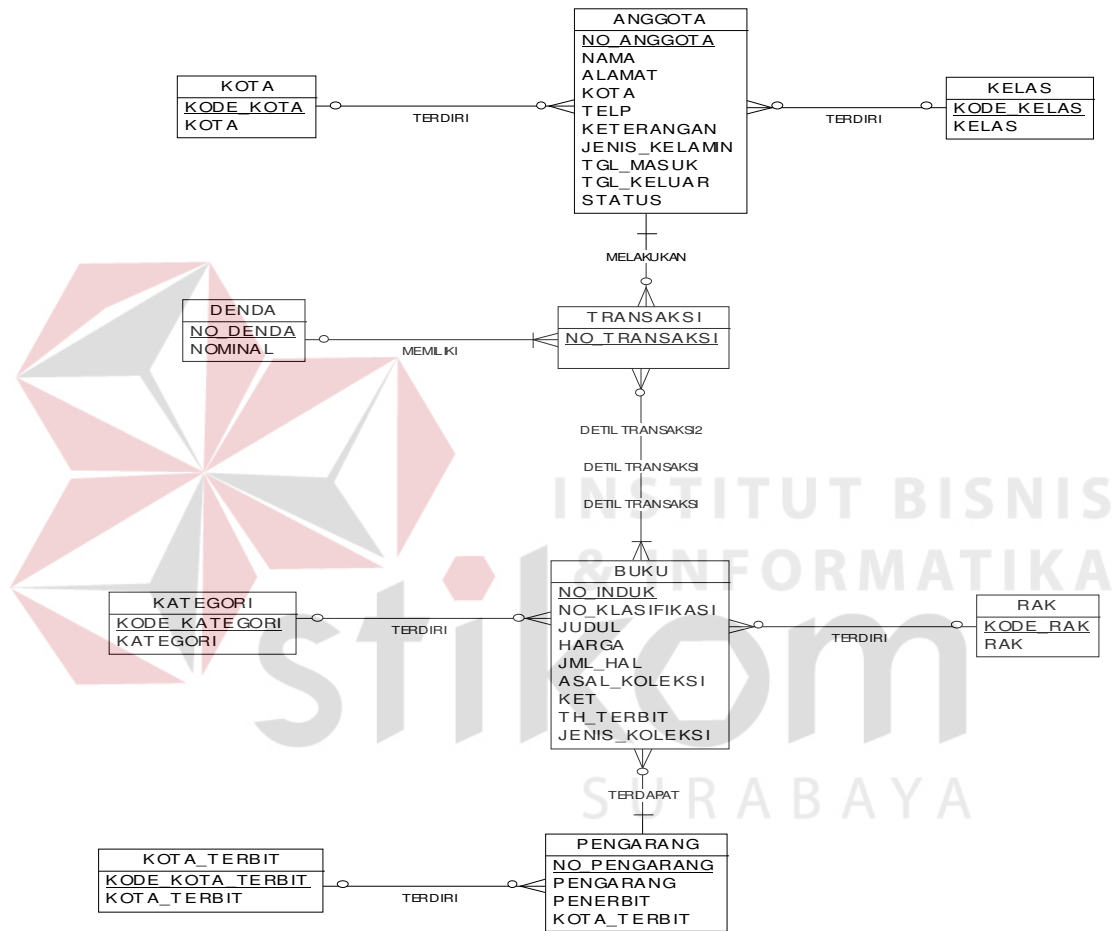 ANGGOTA
NO_ANGGOTA
NAMA
ALAMAT
KOTA
TELP
KETERANGAN
JENIS_KELAMIN
TGL_MASUK
TGL_KELUAR
STATUS
KOTA
KODE_KOTA
KOTA
TERDIRI
TERDIRI
KELAS
KODE_KELAS
KELAS
MELAKUKAN
DENDA
NO_DENDA
NOMINAL
MEMILIKI
TRANSAKSI
NO_TRANSAKSI
DETIL TRANSAKSI2
DETIL TRANSAKSI
DETIL TRANSAKSI
INSTITUT BISNIS
& INFORMATIKA
stikom
SURABAYA
BUKU
NO_INDUK
NO_KLASIFIKASI
JUDUL
HARGA
JML_HAL
ASAL_KOLEKSI
KET
TH_TERBIT
JENIS_KOLEKSI
KATEGORI
KODE_KATEGORI
KATEGORI
TERDIRI
TERDIRI
RAK
KODE_RAK
RAK
TERDAPAT
PENGARANG
NO_PENGARANG
PENGARANG
PENERBIT
KOTA_TERBIT
KOTA_TERBIT
KODE_KOTA_TERBIT
KOTA_TERBIT
TERDIRI